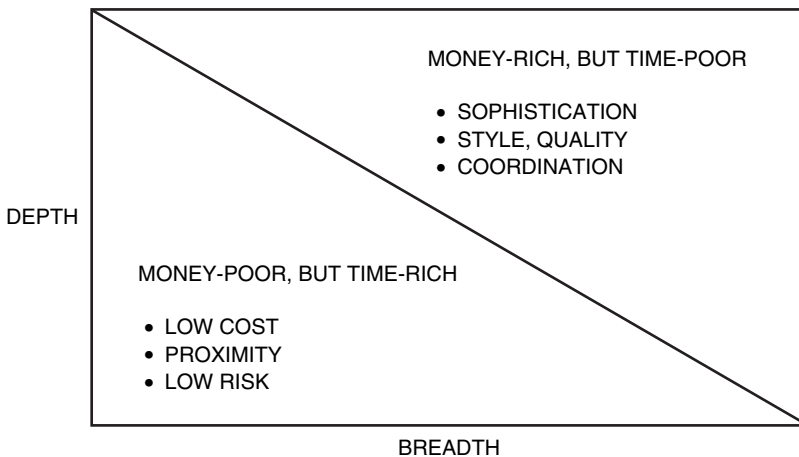 MONEY-RICH, BUT TIME-POOR
• SOPHISTICATION
• STYLE, QUALITY
• COORDINATION
DEPTH
MONEY-POOR, BUT TIME-RICH
• LOW COST
• PROXIMITY
• LOW RISK
BREADTH